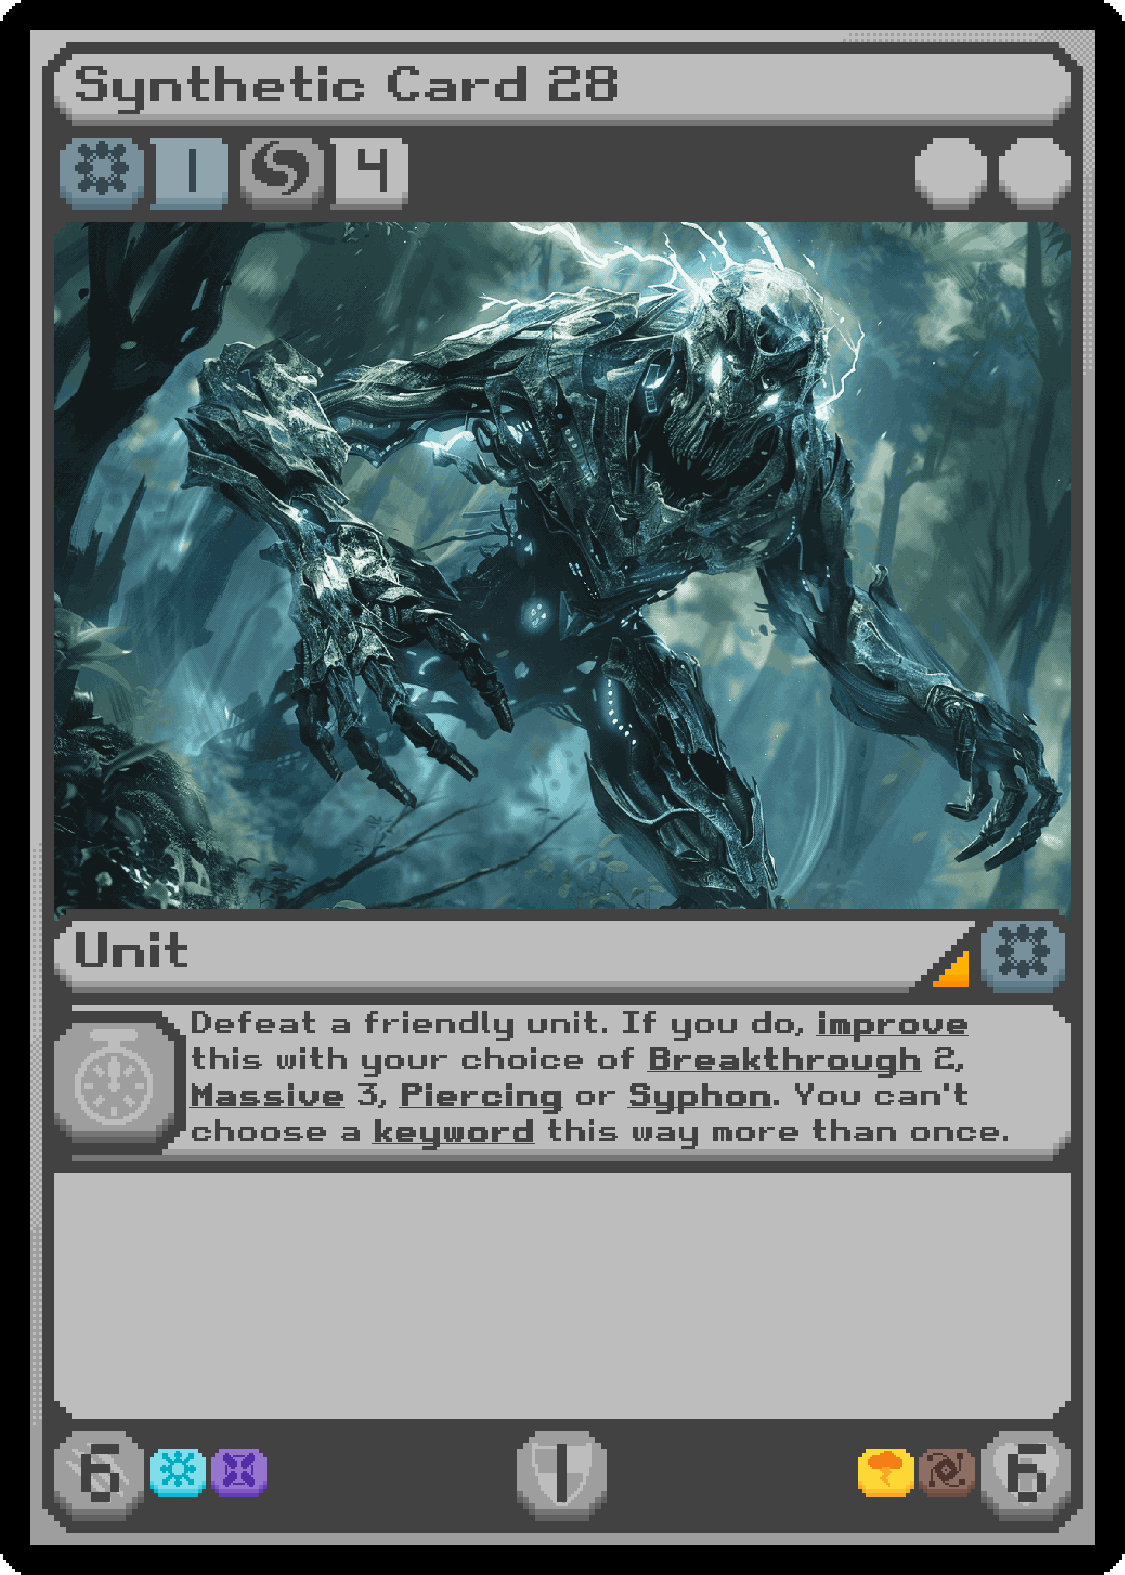 Synthetic Card 28
1 4
Unit
Defeat a friendly unit. If you do, improve
this with your choice of Breakthrough 2,
Massive 3, Piercing or Syphon. You can't
choose a keyword this way more than once.
6 1 6